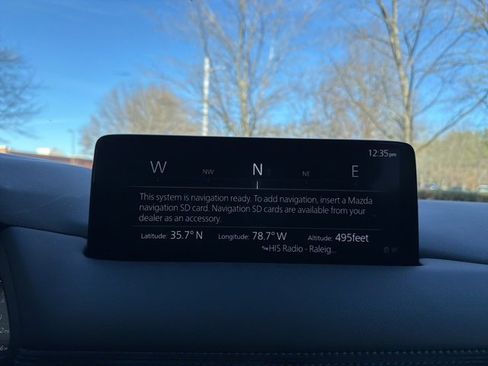 12:35pm
W NW N NE E
This system is navigation ready. To add navigation, insert a Mazda
navigation SD card. Navigation SD cards are available from your
dealer as an accessory.
Latitude: 35.7° N Longitude: 78.7° W Altitude: 495feet
HIS Radio - Raleig...